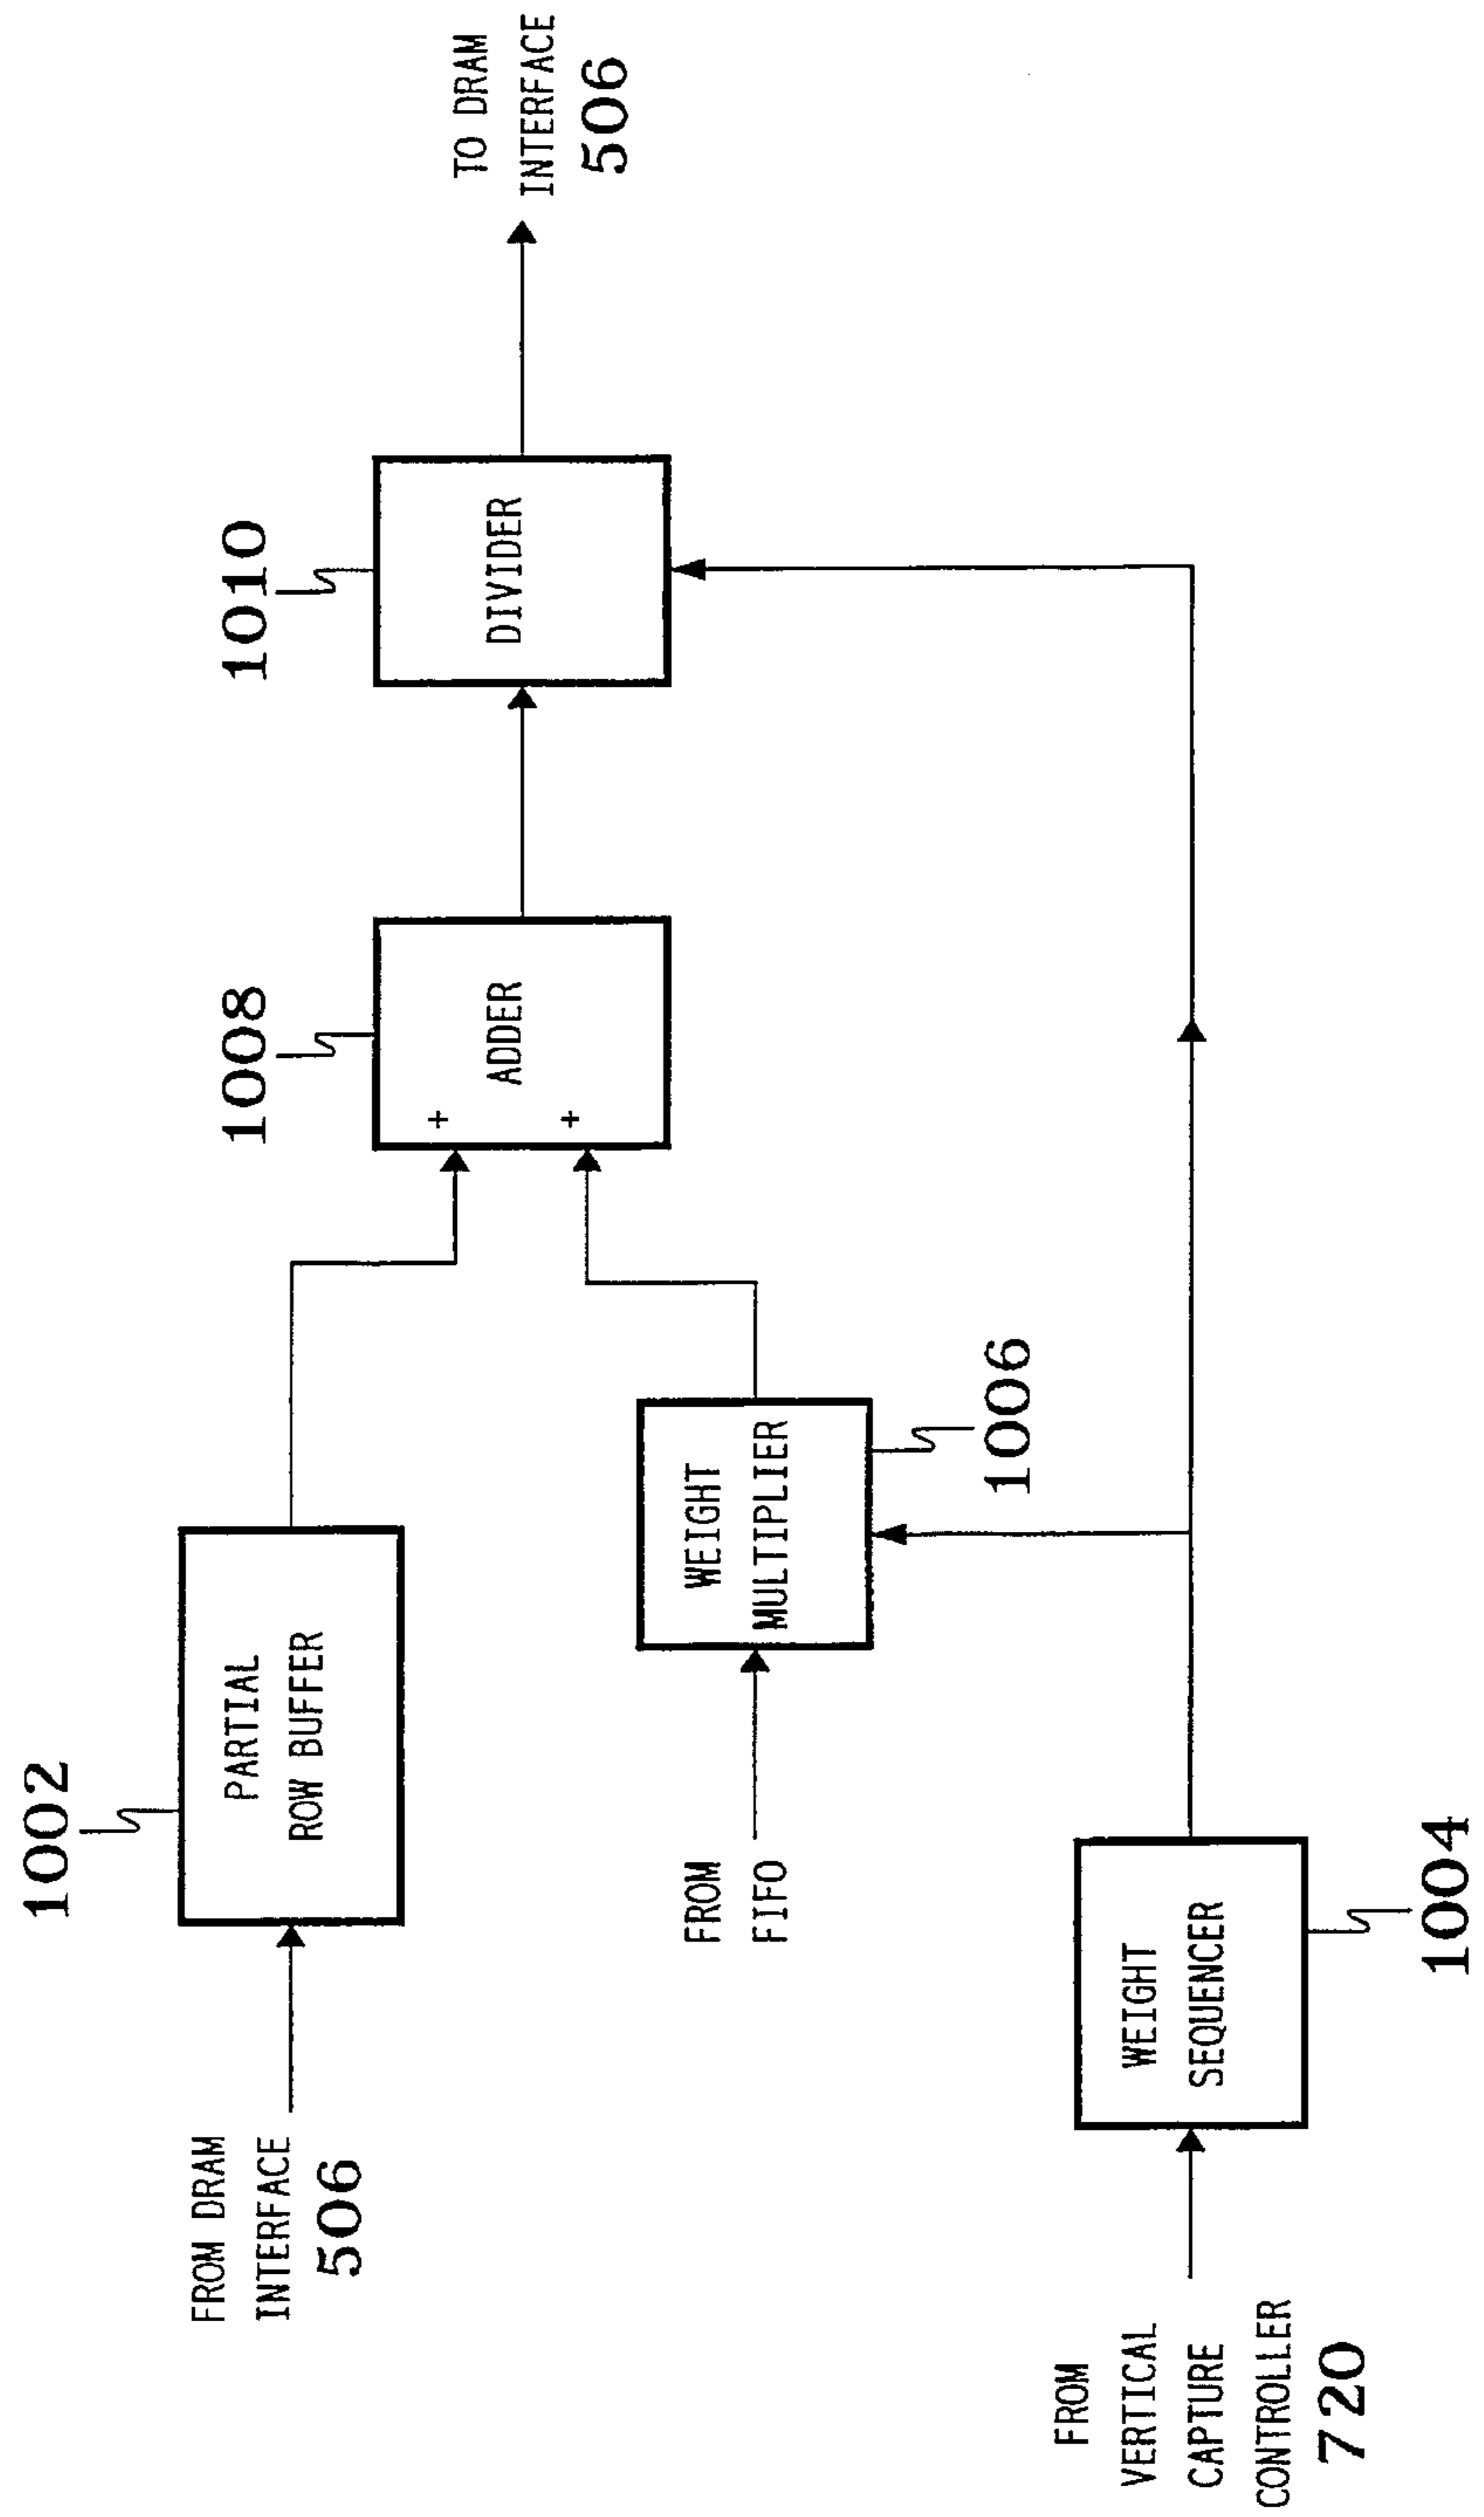 1002
PARTIAL
ROW BUFFER
FROM DRAM
INTERFACE
506
1008
+
+
ADDER
1010
DIVIDER
TO DRAM
INTERFACE
506
FROM
FIFO
WEIGHT
MULTIPLIER
1006
FROM
VERTICAL
CAPTURE
CONTROLLER
720
WEIGHT
SEQUENCER
1004